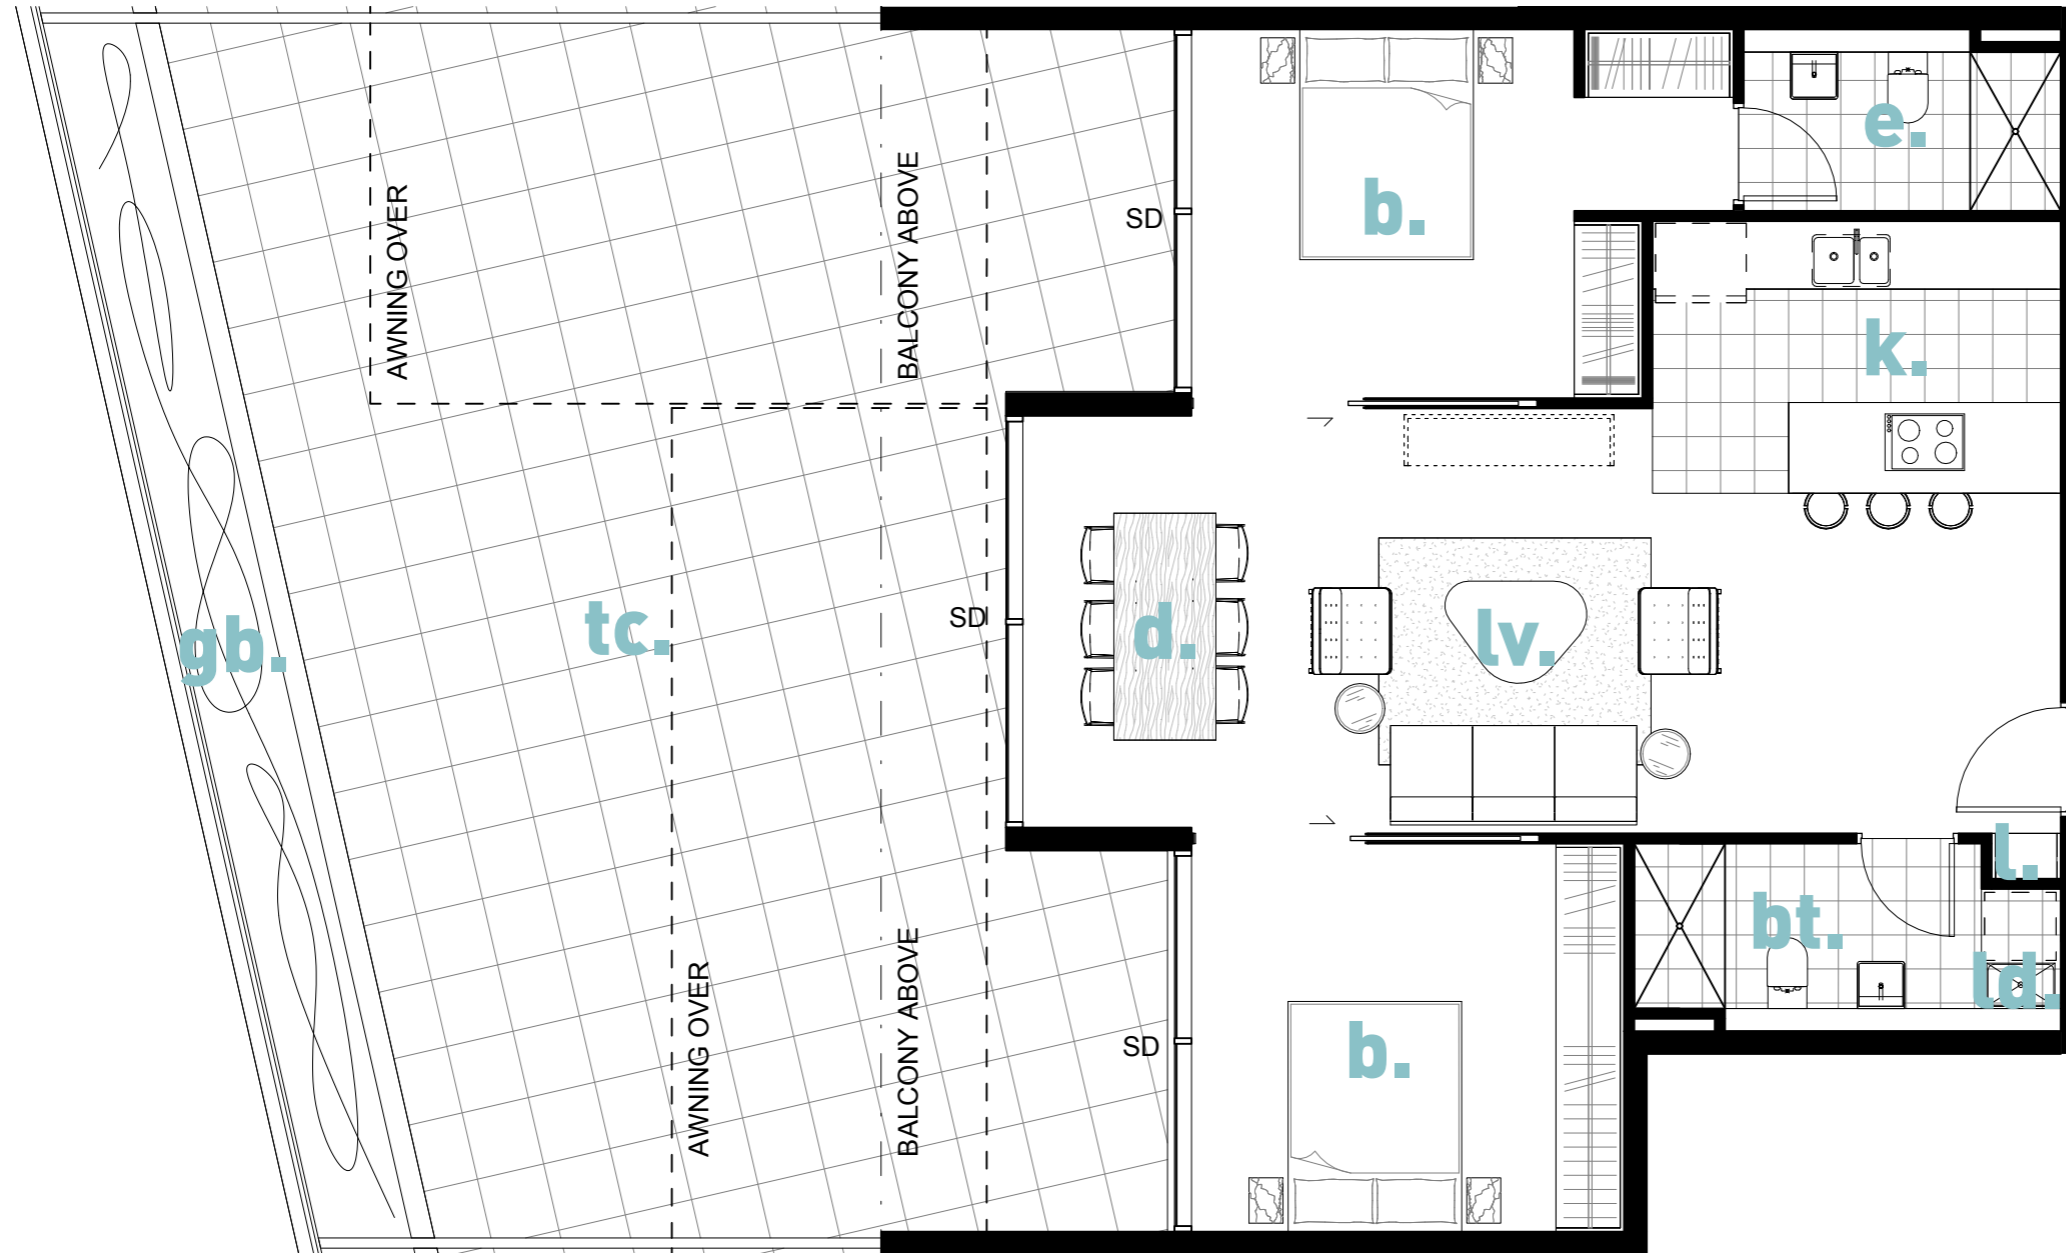 e.
AWNING OVER
BALCONY ABOVE
SD
b.
k.
gb.
tc.
SD
d.
lv.
l.
bt.
ld.
AWNING OVER
BALCONY ABOVE
SD
b.